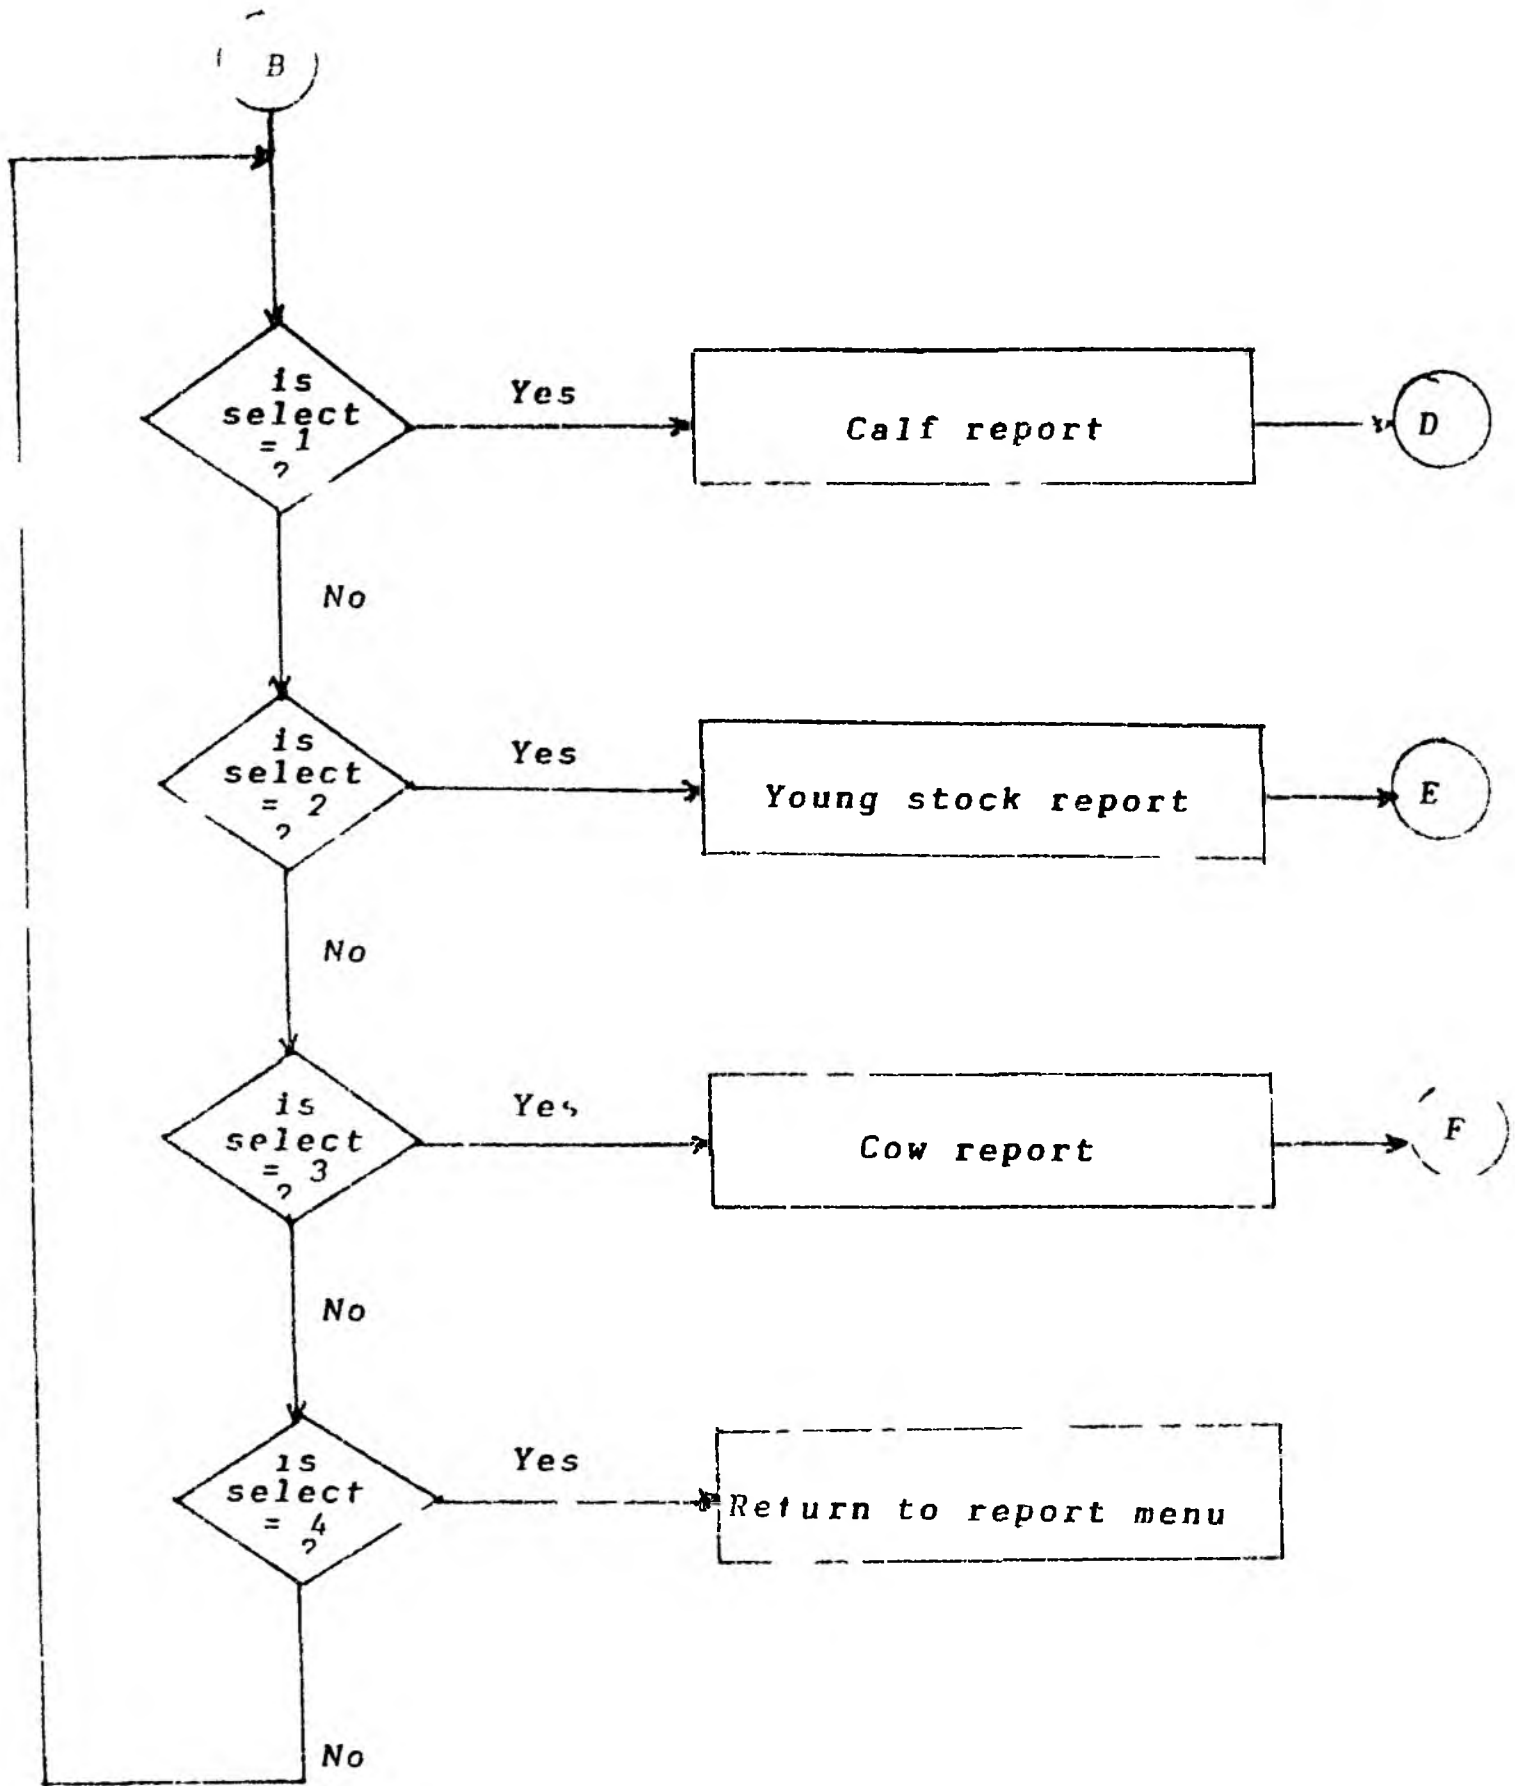 B
is
select
= 1
?
Yes
Calf report
D
No
is
select
= 2
?
Yes
Young stock report
E
No
is
select
= 3
?
Yes
Cow report
F
No
is
select
= 4
?
Yes
Return to report menu
No